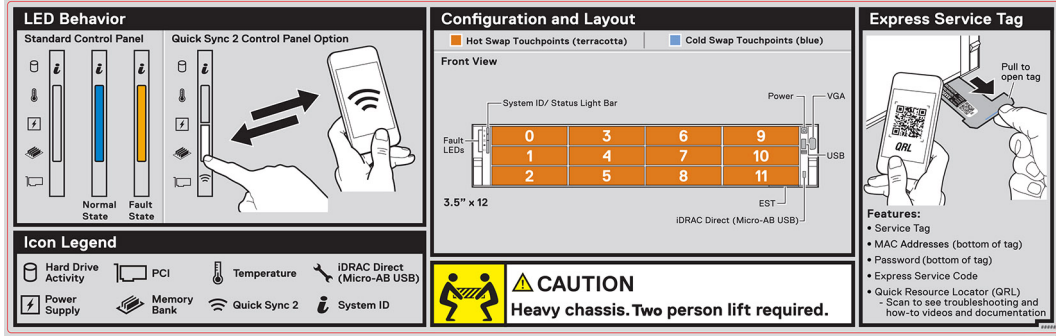 LED Behavior
Standard Control Panel
Quick Sync 2 Control Panel Option
Normal
State
Fault
State
Icon Legend
Hard Drive
Activity
PCI
Temperature
iDRAC Direct
(Micro-AB USB)
Power
Supply
Memory
Bank
Quick Sync 2
System ID
Configuration and Layout
Hot Swap Touchpoints (terracotta)
Cold Swap Touchpoints (blue)
Front View
System ID/ Status Light Bar
Power
VGA
Fault
LEDs
0 3 6 9
1 4 7 10
2 5 8 11
USB
3.5" x 12
EST
iDRAC Direct (Micro-AB USB)
CAUTION
Heavy chassis. Two person lift required.
Express Service Tag
Pull to
open tag
QRL
Features:
• Service Tag
• MAC Addresses (bottom of tag)
• Password (bottom of tag)
• Express Service Code
• Quick Resource Locator (QRL)
- Scan to see troubleshooting and
how-to videos and documentation